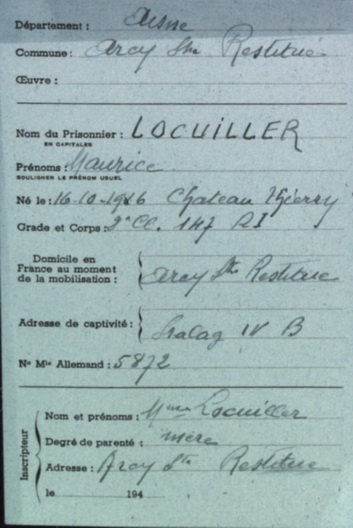 Département : Aisne
Commune : Arcy Ste Restitue
Œuvre :
Nom du Prisonnier : LOCUILLER
EN CAPITALES
Prénoms : Maurice
SOULIGNER LE PRÉNOM USUEL
Né le : 16-10-1916 Chateau Thierry
Grade et Corps : 2e Cl. 147 RI
Domicile en
France au moment
de la mobilisation : Arcy Ste Restitue
Adresse de captivité : Stalag IV B
No Mle Allemand : 5872
Inscripteur
Nom et prénoms : Mme Locuiller
Degré de parenté : mère
Adresse : Arcy Ste Restitue
le 194